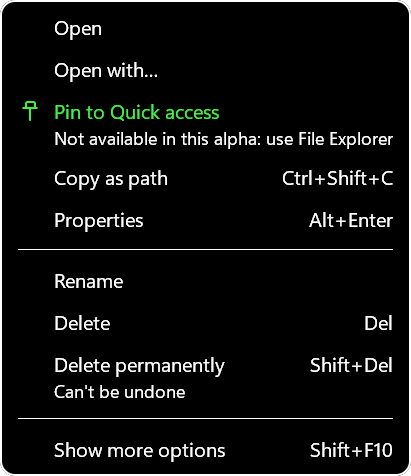 Open
Open with...
Pin to Quick access
Not available in this alpha: use File Explorer
Copy as path Ctrl+Shift+C
Properties Alt+Enter
Rename
Delete Del
Delete permanently Shift+Del
Can't be undone
Show more options Shift+F10